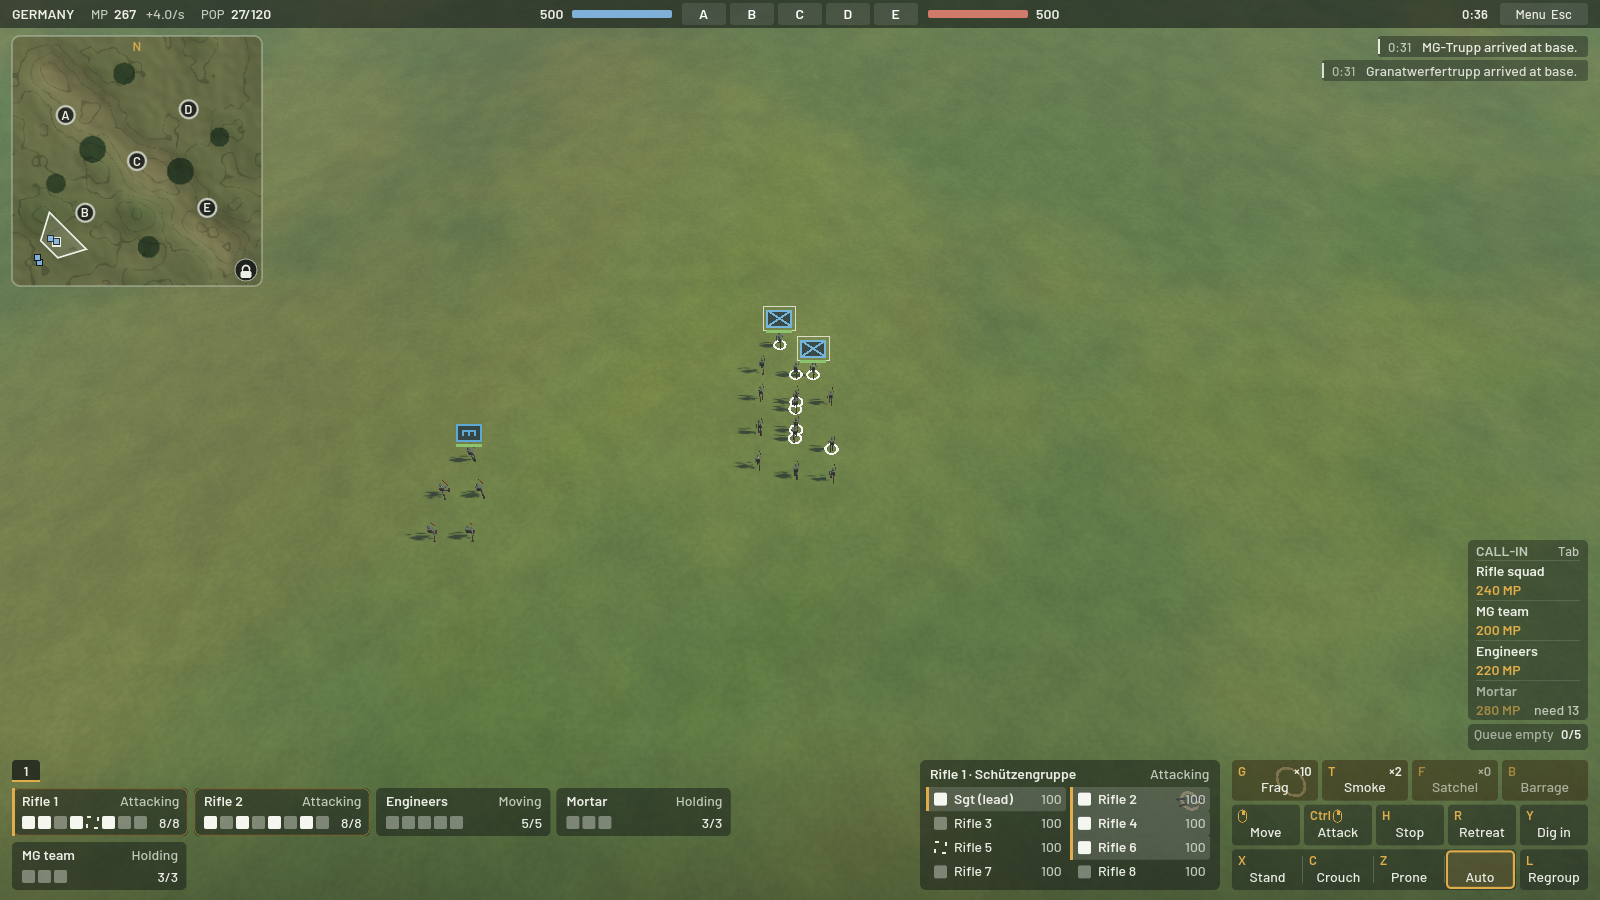 GERMANY MP 267 +4.0/s POP 27/120 500 A B C D E 500 0:36 Menu Esc
0:31 MG-Trupp arrived at base.
0:31 Granatwerfertrupp arrived at base.
N
A
D
C
B
E
CALL-IN Tab
Rifle squad
240 MP
MG team
200 MP
Engineers
220 MP
Mortar
280 MP need 13
Queue empty 0/5
1
Rifle 1 Attacking
8/8
Rifle 2 Attacking
8/8
Engineers Moving
5/5
Mortar Holding
3/3
MG team Holding
3/3
Rifle 1 · Schützengruppe Attacking
Sgt (lead) 100 Rifle 2 100
Rifle 3 100 Rifle 4 100
Rifle 5 100 Rifle 6 100
Rifle 7 100 Rifle 8 100
G ×10 T ×2 F ×0 B
Frag Smoke Satchel Barrage
Ctrl H R Y
Move Attack Stop Retreat Dig in
X C Z L
Stand Crouch Prone Auto Regroup